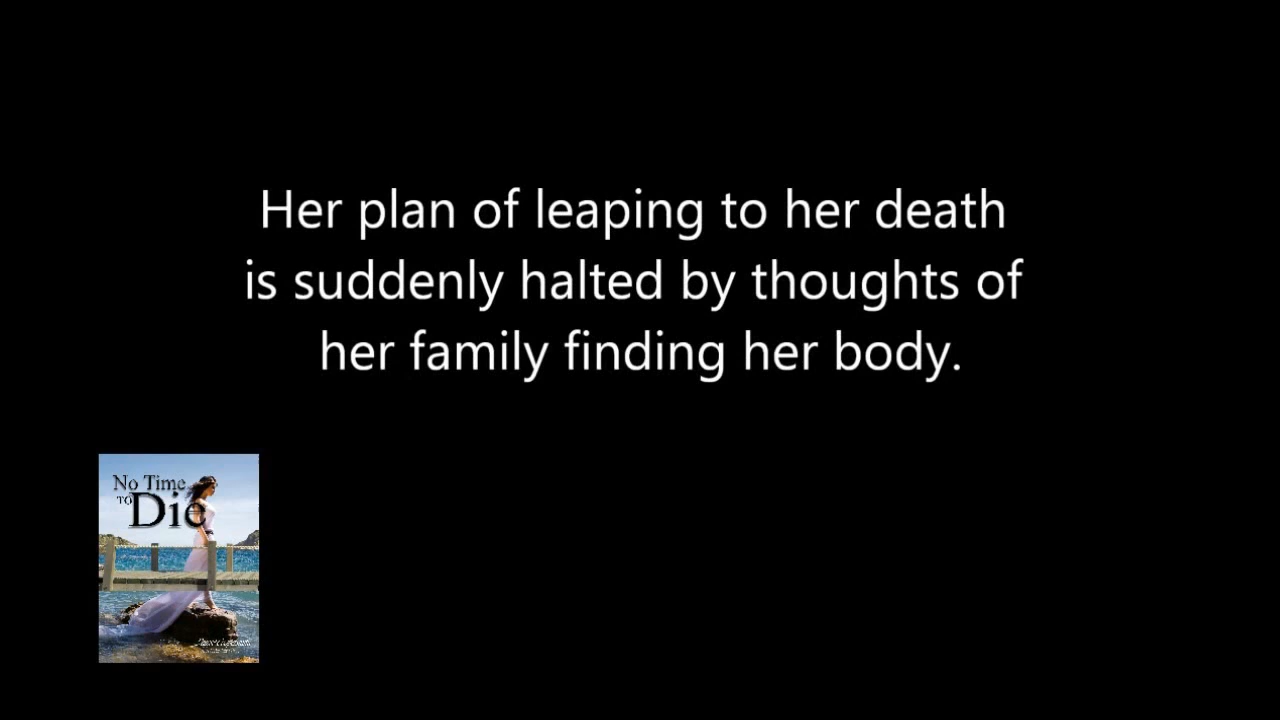 Her plan of leaping to her death
is suddenly halted by thoughts of
her family finding her body.
No Time
TO
Die